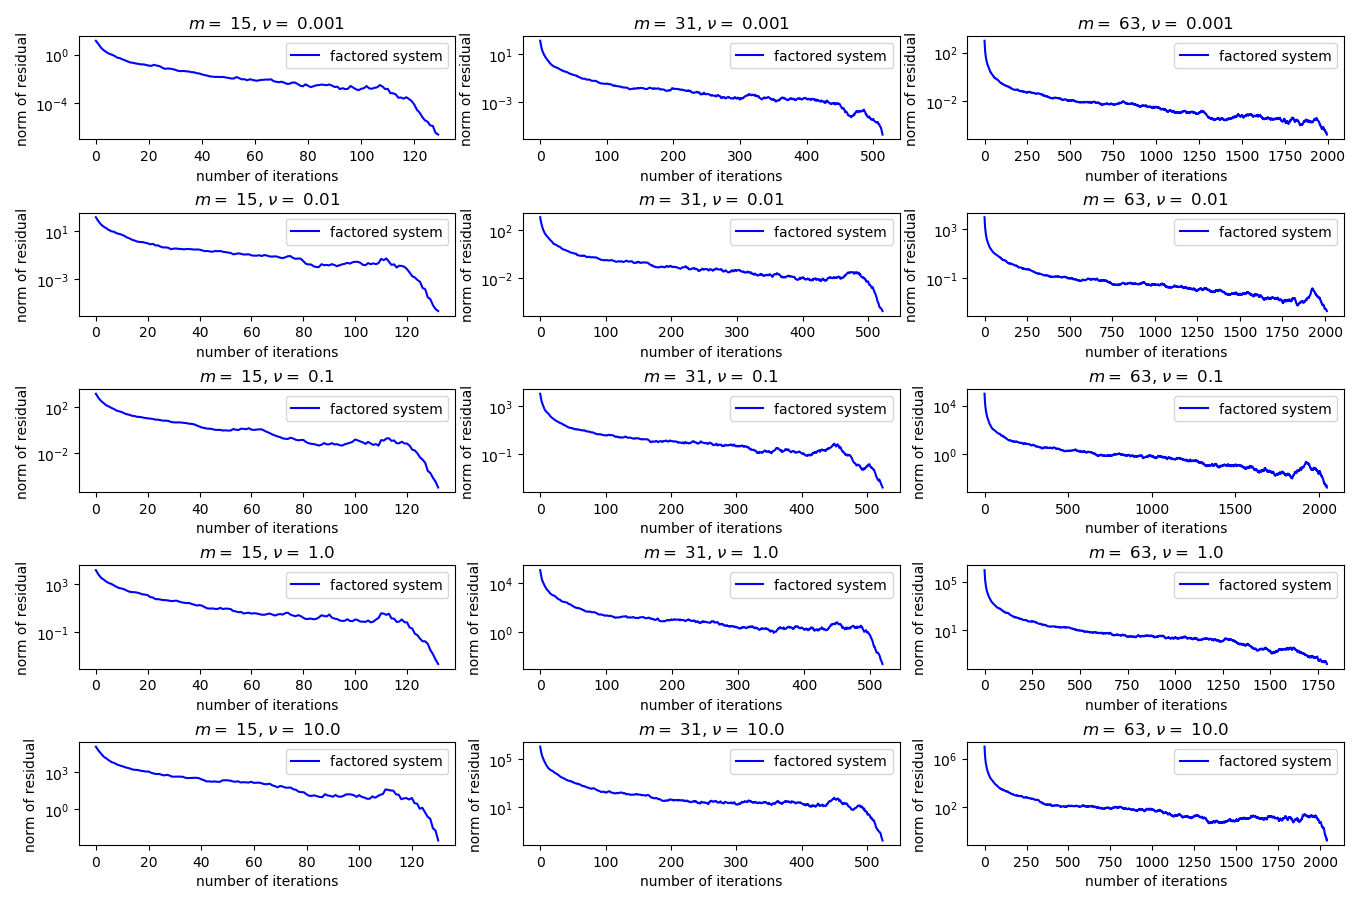 m = 15, ν = 0.001
norm of residual
10^0
10^-4
factored system
0 20 40 60 80 100 120
number of iterations
m = 31, ν = 0.001
norm of residual
10^1
10^-3
factored system
0 100 200 300 400 500
number of iterations
m = 63, ν = 0.001
norm of residual
10^2
10^-2
factored system
0 250 500 750 1000 1250 1500 1750 2000
number of iterations
m = 15, ν = 0.01
norm of residual
10^1
10^-3
factored system
0 20 40 60 80 100 120
number of iterations
m = 31, ν = 0.01
norm of residual
10^2
10^-2
factored system
0 100 200 300 400 500
number of iterations
m = 63, ν = 0.01
norm of residual
10^3
10^-1
factored system
0 250 500 750 1000 1250 1500 1750 2000
number of iterations
m = 15, ν = 0.1
norm of residual
10^2
10^-2
factored system
0 20 40 60 80 100 120
number of iterations
m = 31, ν = 0.1
norm of residual
10^3
10^-1
factored system
0 100 200 300 400 500
number of iterations
m = 63, ν = 0.1
norm of residual
10^4
10^0
factored system
0 500 1000 1500 2000
number of iterations
m = 15, ν = 1.0
norm of residual
10^3
10^-1
factored system
0 20 40 60 80 100 120
number of iterations
m = 31, ν = 1.0
norm of residual
10^4
10^0
factored system
0 100 200 300 400 500
number of iterations
m = 63, ν = 1.0
norm of residual
10^5
10^1
factored system
0 250 500 750 1000 1250 1500 1750
number of iterations
m = 15, ν = 10.0
norm of residual
10^3
10^0
factored system
0 20 40 60 80 100 120
number of iterations
m = 31, ν = 10.0
norm of residual
10^5
10^1
factored system
0 100 200 300 400 500
number of iterations
m = 63, ν = 10.0
norm of residual
10^6
10^2
factored system
0 250 500 750 1000 1250 1500 1750 2000
number of iterations